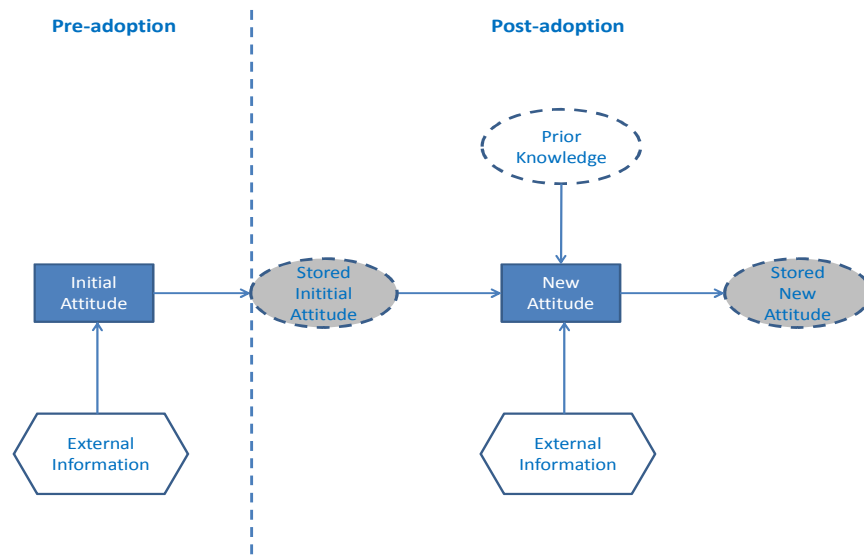 Pre-adoption
Post-adoption
Prior
Knowledge
Initial
Attitude
Stored
Inititial
Attitude
New
Attitude
Stored
New
Attitude
External
Information
External
Information